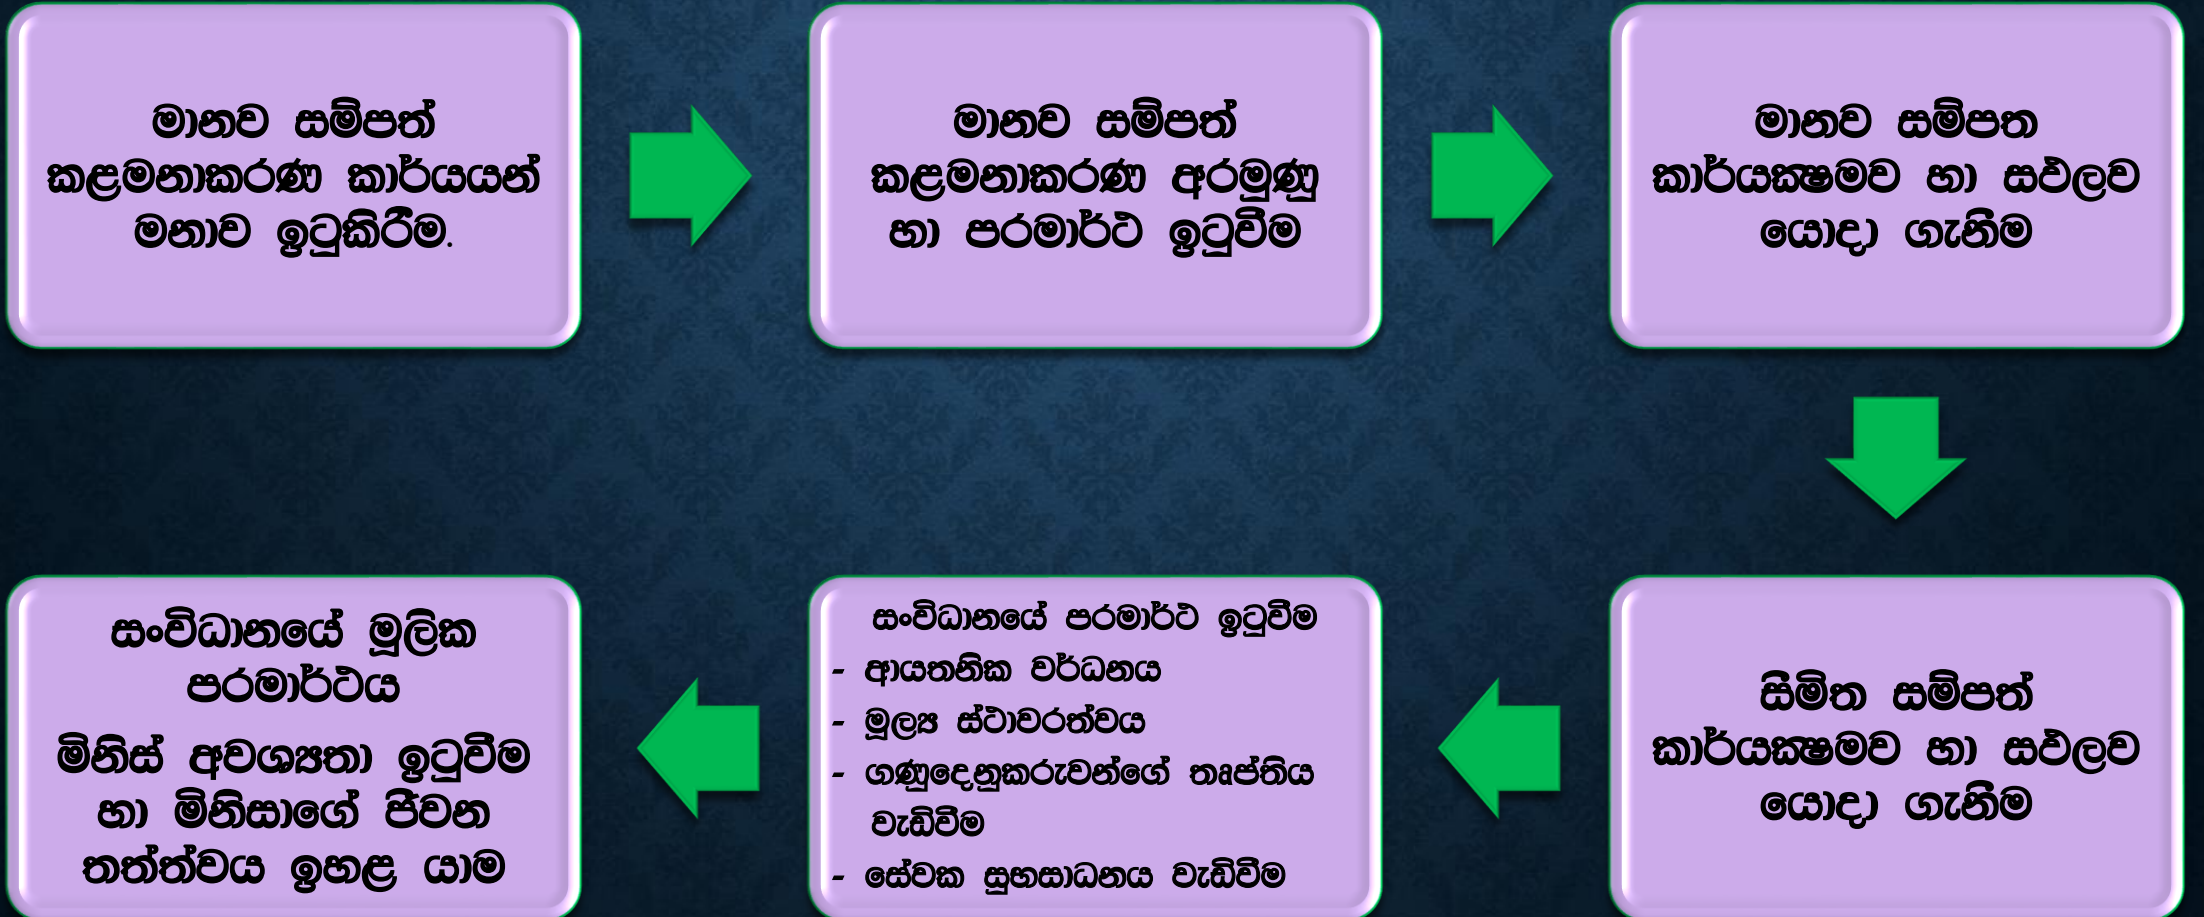 මානව සම්පත්
කළමනාකරණ කාර්යයන්
මනාව ඉටුකිරීම.
මානව සම්පත්
කළමනාකරණ අරමුණු
හා පරමාර්ථ ඉටුවීම
මානව සම්පත
කාර්යක්‍ෂමව හා සඵලව
යොදා ගැනීම
සීමිත සම්පත්
කාර්යක්‍ෂමව හා සඵලව
යොදා ගැනීම
සංවිධානයේ පරමාර්ථ ඉටුවීම
- ආයතනික වර්ධනය
- මූල්‍ය ස්ථාවරත්වය
- ගණුදෙනුකරුවන්ගේ තෘප්තිය
වැඩිවීම
- සේවක සුභසාධනය වැඩිවීම
සංවිධානයේ මූලික
පරමාර්ථය
මිනිස් අවශ්‍යතා ඉටුවීම
හා මිනිසාගේ ජීවන
තත්ත්වය ඉහළ යාම